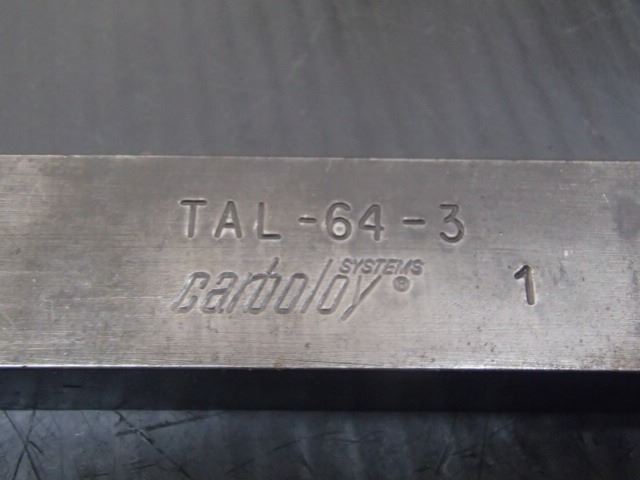 TAL-64-3
carboloy SYSTEMS ®
1